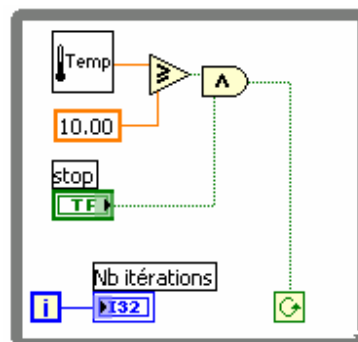 Temp
10.00
stop
TF
Nb itérations
i
I32